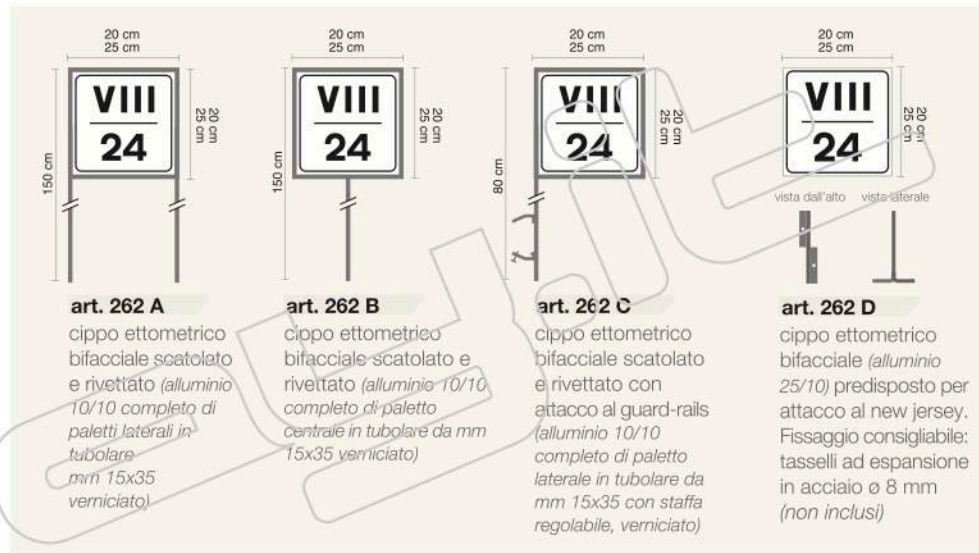 20 cm
25 cm
VIII
24
20 cm
25 cm
150 cm
art. 262 A
cippo ettometrico
bifacciale scatolato
e rivettato (alluminio
10/10 completo di
paletti laterali in
tubolare
mm 15x35
verniciato)
20 cm
25 cm
VIII
24
20 cm
25 cm
150 cm
art. 262 B
cippo ettometrico
bifacciale scatolato e
rivettato (alluminio 10/10
completo di paletto
centrale in tubolare da mm
15x35 verniciato)
20 cm
25 cm
VIII
24
20 cm
25 cm
80 cm
art. 262 C
cippo ettometrico
bifacciale scatolato
e rivettato con
attacco al guard-rails
(alluminio 10/10
completo di paletto
laterale in tubolare da
mm 15x35 con staffa
regolabile, verniciato)
20 cm
25 cm
VIII
24
20 cm
25 cm
vista dall'alto
vista laterale
art. 262 D
cippo ettometrico
bifacciale (alluminio
25/10) predisposto per
attacco al new jersey.
Fissaggio consigliabile:
tasselli ad espansione
in acciaio ø 8 mm
(non inclusi)